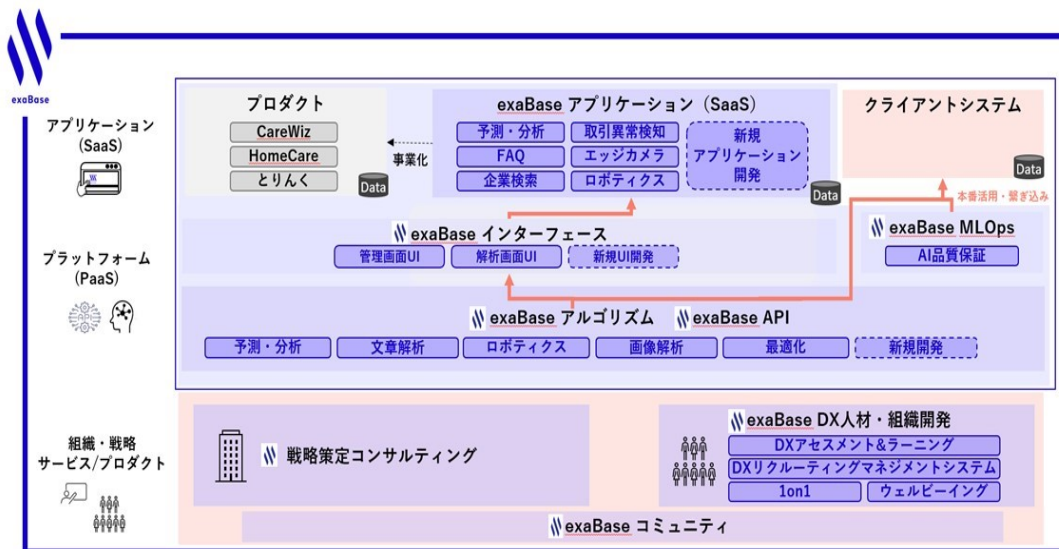 exaBase
アプリケーション
(SaaS)
プロダクト
CareWiz
HomeCare
とりんく
Data
事業化
exaBase アプリケーション（SaaS）
予測・分析
取引異常検知
FAQ
エッジカメラ
企業検索
ロボティクス
新規
アプリケーション
開発
Data
クライアントシステム
Data
本番活用・繋ぎ込み
プラットフォーム
(PaaS)
API
exaBase インターフェース
管理画面UI
解析画面UI
新規UI開発
exaBase MLOps
AI品質保証
exaBase アルゴリズム
exaBase API
予測・分析
文章解析
ロボティクス
画像解析
最適化
新規開発
組織・戦略
サービス/プロダクト
戦略策定コンサルティング
exaBase DX人材・組織開発
DXアセスメント&ラーニング
DXリクルーティングマネジメントシステム
1on1
ウェルビーイング
exaBase コミュニティ